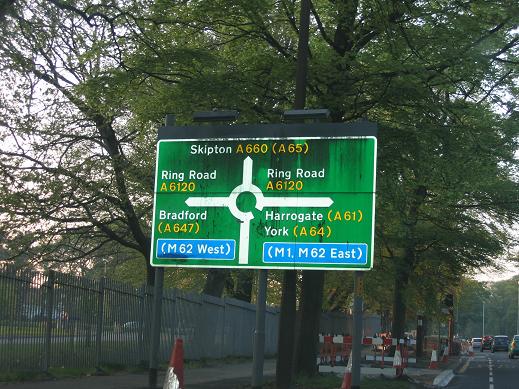 Skipton A660 (A65)
Ring Road
A6120
Ring Road
A6120
Bradford
(A647)
(M 62 West)
Harrogate (A61)
York (A64)
(M1, M62 East)